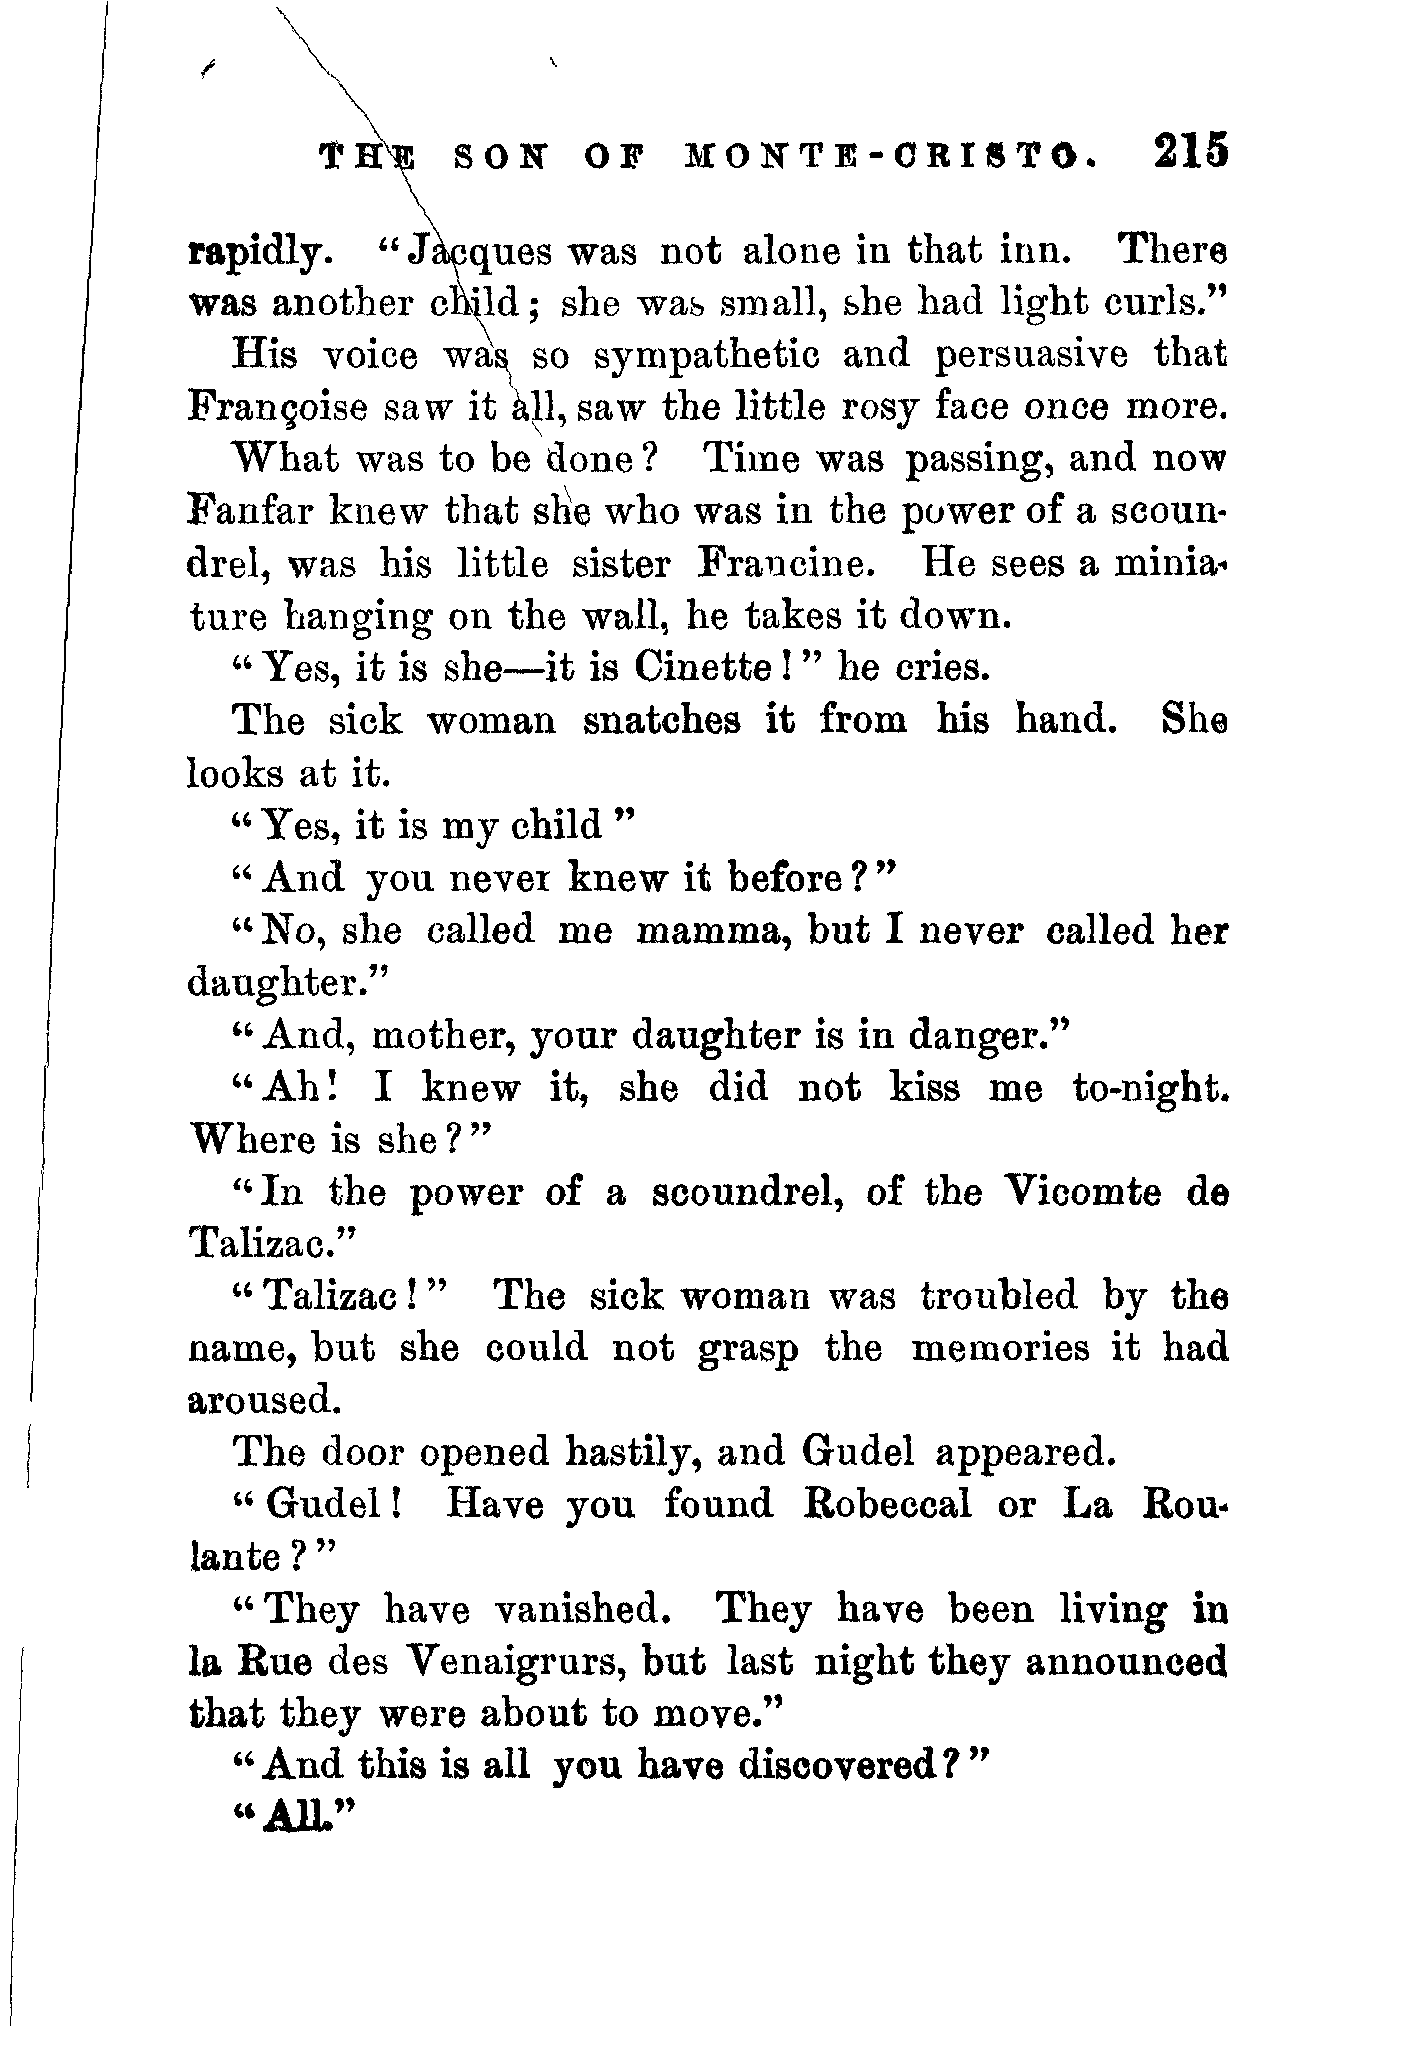 THE SON OF MONTE-CRISTO. 215
rapidly. “Jacques was not alone in that inn. There
was another child; she was small, she had light curls.”
His voice was so sympathetic and persuasive that
Françoise saw it all, saw the little rosy face once more.
What was to be done? Time was passing, and now
Fanfar knew that she who was in the power of a scoun-
drel, was his little sister Francine. He sees a minia-
ture hanging on the wall, he takes it down.
“Yes, it is she—it is Cinette!” he cries.
The sick woman snatches it from his hand. She
looks at it.
“Yes, it is my child”
“And you never knew it before?”
“No, she called me mamma, but I never called her
daughter.”
“And, mother, your daughter is in danger.”
“Ah! I knew it, she did not kiss me to-night.
Where is she?”
“In the power of a scoundrel, of the Vicomte de
Talizac.”
“Talizac!” The sick woman was troubled by the
name, but she could not grasp the memories it had
aroused.
The door opened hastily, and Gudel appeared.
“Gudel! Have you found Robeccal or La Rou-
lante?”
“They have vanished. They have been living in
la Rue des Venaigrurs, but last night they announced
that they were about to move.”
“And this is all you have discovered?”
“All.”